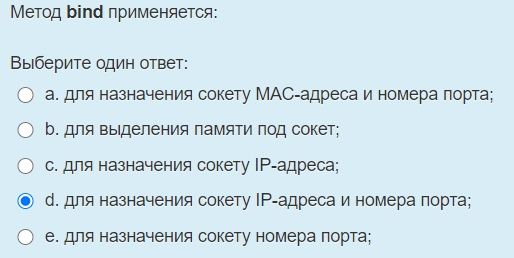 Метод bind применяется:
Выберите один ответ:
a. для назначения сокету MAC-адреса и номера порта;
b. для выделения памяти под сокет;
c. для назначения сокету IP-адреса;
d. для назначения сокету IP-адреса и номера порта;
e. для назначения сокету номера порта;